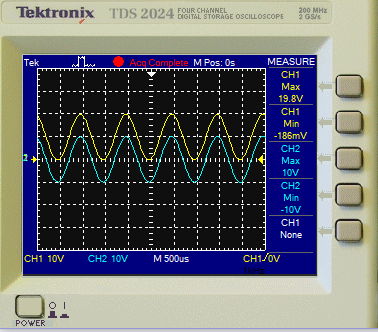 Tektronix TDS 2024 FOUR CHANNEL DIGITAL STORAGE OSCILLOSCOPE 200 MHz 2 GS/s
Tek Acq Complete M Pos: 0s MEASURE
CH1
Max
19.8V
CH1
Min
-186mV
CH2
Max
10V
CH2
Min
-10V
CH1
None
2
CH1 10V CH2 10V M 500us CH1 / 0V
POWER